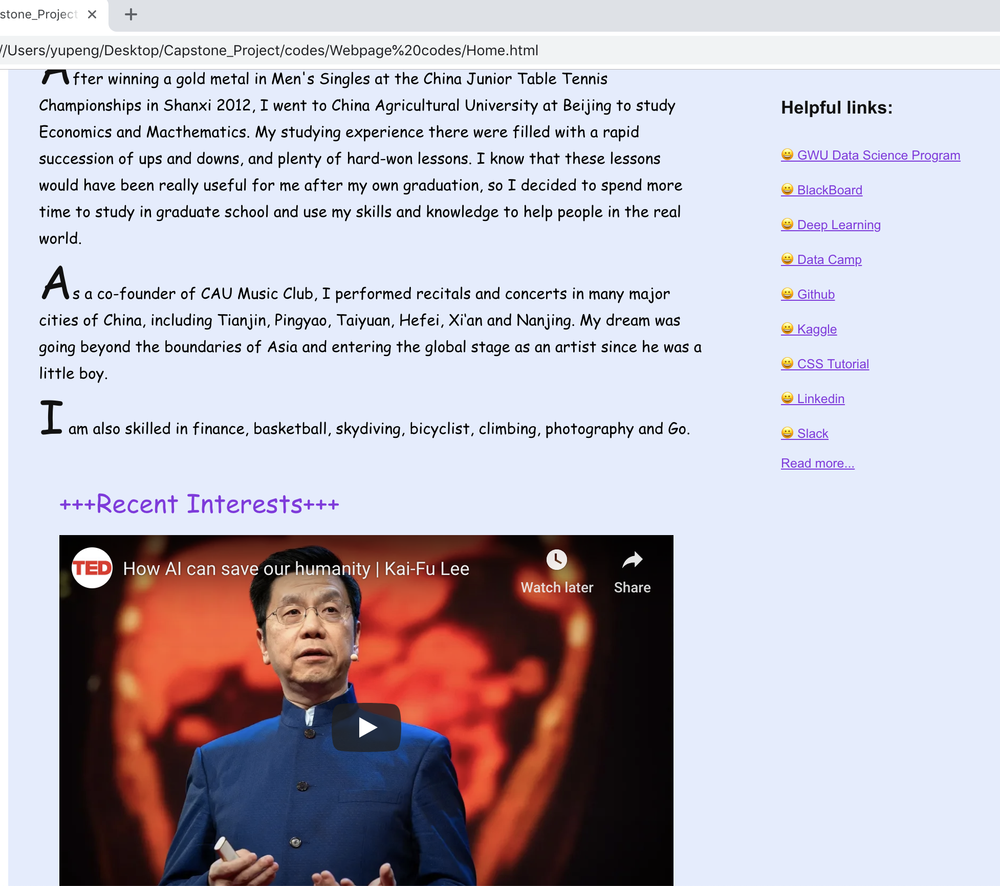 stone_Project
//Users/yupeng/Desktop/Capstone_Project/codes/Webpage%20codes/Home.html
After winning a gold metal in Men's Singles at the China Junior Table Tennis
Championships in Shanxi 2012, I went to China Agricultural University at Beijing to study
Economics and Macthematics. My studying experience there were filled with a rapid
succession of ups and downs, and plenty of hard-won lessons. I know that these lessons
would have been really useful for me after my own graduation, so I decided to spend more
time to study in graduate school and use my skills and knowledge to help people in the real
world.
As a co-founder of CAU Music Club, I performed recitals and concerts in many major
cities of China, including Tianjin, Pingyao, Taiyuan, Hefei, Xi'an and Nanjing. My dream was
going beyond the boundaries of Asia and entering the global stage as an artist since he was a
little boy.
I am also skilled in finance, basketball, skydiving, bicyclist, climbing, photography and Go.
+++Recent Interests+++
TED
How AI can save our humanity | Kai-Fu Lee
Watch later
Share
Helpful links:
😀 GWU Data Science Program
😀 BlackBoard
😀 Deep Learning
😀 Data Camp
😀 Github
😀 Kaggle
😀 CSS Tutorial
😀 Linkedin
😀 Slack
Read more...